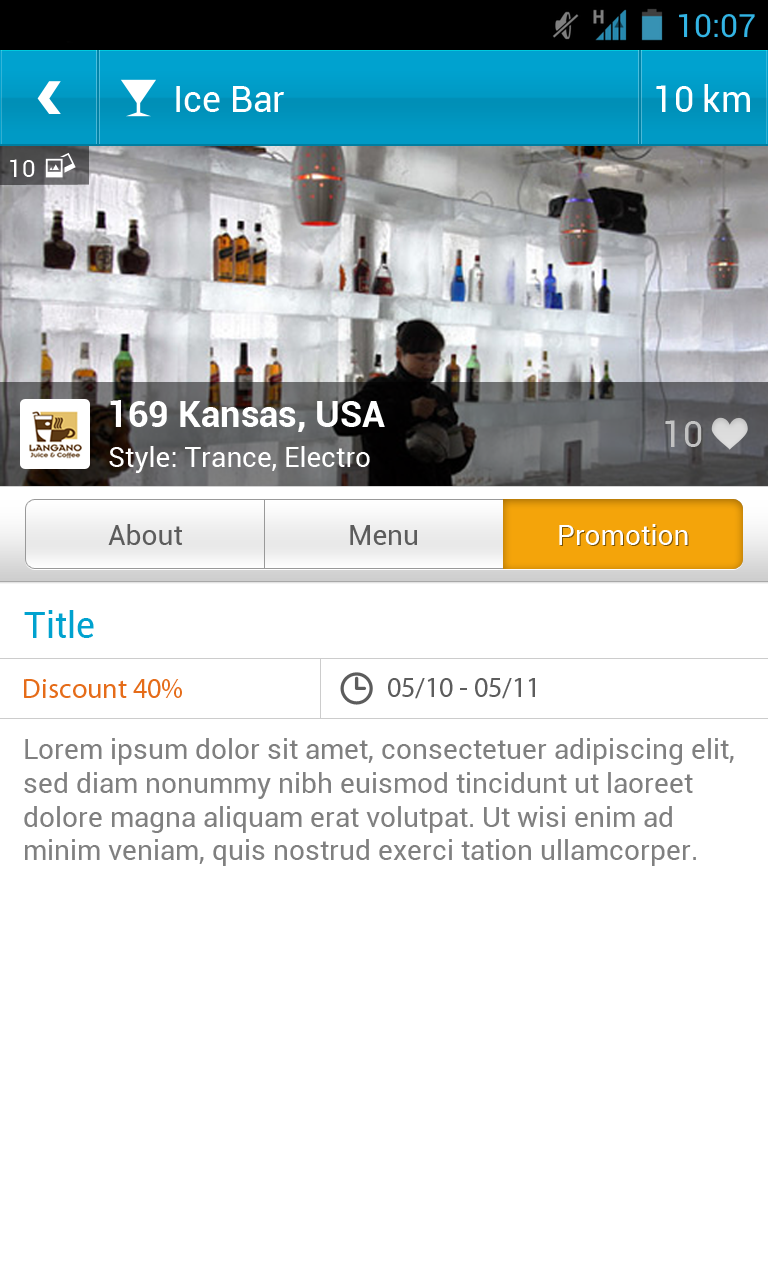 H 10:07
Ice Bar
10 km
10
169 Kansas, USA
Style: Trance, Electro
10
LANGANO
Juice & Coffee
About
Menu
Promotion
Title
Discount 40%
05/10 - 05/11
Lorem ipsum dolor sit amet, consectetuer adipiscing elit,
sed diam nonummy nibh euismod tincidunt ut laoreet
dolore magna aliquam erat volutpat. Ut wisi enim ad
minim veniam, quis nostrud exerci tation ullamcorper.